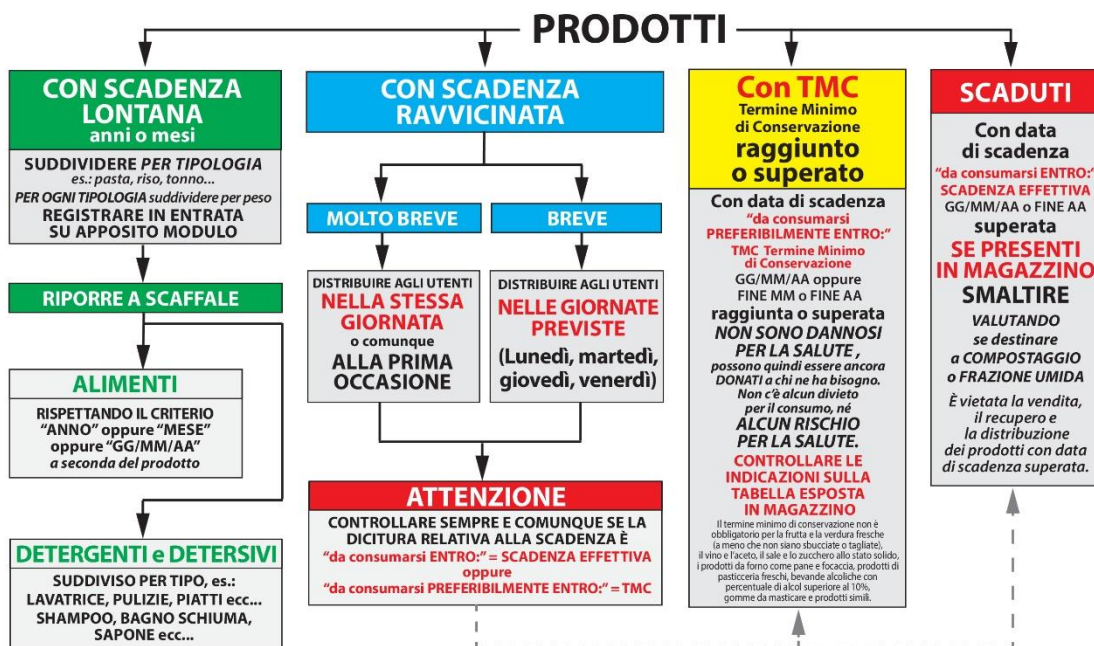 PRODOTTI
CON SCADENZA
LONTANA
anni o mesi
SUDDIVIDERE PER TIPOLOGIA
es.: pasta, riso, tonno...
PER OGNI TIPOLOGIA suddividere per peso
REGISTRARE IN ENTRATA
SU APPOSITO MODULO
RIPORRE A SCAFFALE
ALIMENTI
RISPETTANDO IL CRITERIO
“ANNO” oppure “MESE”
oppure “GG/MM/AA”
a seconda del prodotto
DETERGENTI e DETERSIVI
SUDDIVISO PER TIPO, es.:
LAVATRICE, PULIZIE, PIATTI ecc...
SHAMPOO, BAGNO SCHIUMA,
SAPONE ecc...
CON SCADENZA
RAVVICINATA
MOLTO BREVE
DISTRIBUIRE AGLI UTENTI
NELLA STESSA
GIORNATA
o comunque
ALLA PRIMA
OCCASIONE
BREVE
DISTRIBUIRE AGLI UTENTI
NELLE GIORNATE
PREVISTE
(Lunedì, martedì,
giovedì, venerdì)
ATTENZIONE
CONTROLLARE SEMPRE E COMUNQUE SE LA
DICITURA RELATIVA ALLA SCADENZA È
“da consumarsi ENTRO:” = SCADENZA EFFETTIVA
oppure
“da consumarsi PREFERIBILMENTE ENTRO:” = TMC
Con TMC
Termine Minimo
di Conservazione
raggiunto
o superato
Con data di scadenza
“da consumarsi
PREFERIBILMENTE ENTRO:”
TMC Termine Minimo
di Conservazione
GG/MM/AA oppure
FINE MM o FINE AA
raggiunta o superata
NON SONO DANNOSI
PER LA SALUTE ,
possono quindi essere ancora
DONATI a chi ne ha bisogno.
Non c’è alcun divieto
per il consumo, né
ALCUN RISCHIO
PER LA SALUTE.
CONTROLLARE LE
INDICAZIONI SULLA
TABELLA ESPOSTA
IN MAGAZZINO
Il termine minimo di conservazione non è
obbligatorio per la frutta e la verdura fresche
(a meno che non siano sbucciate o tagliate),
il vino e l’aceto, il sale e lo zucchero allo stato solido,
i prodotti da forno come pane e focaccia, prodotti di
pasticceria freschi, bevande alcoliche con
percentuale di alcol superiore al 10%,
gomme da masticare e prodotti simili.
SCADUTI
Con data
di scadenza
“da consumarsi ENTRO:”
SCADENZA EFFETTIVA
GG/MM/AA o FINE AA
superata
SE PRESENTI
IN MAGAZZINO
SMALTIRE
VALUTANDO
se destinare
a COMPOSTAGGIO
o FRAZIONE UMIDA
È vietata la vendita,
il recupero e
la distribuzione
dei prodotti con data
di scadenza superata.